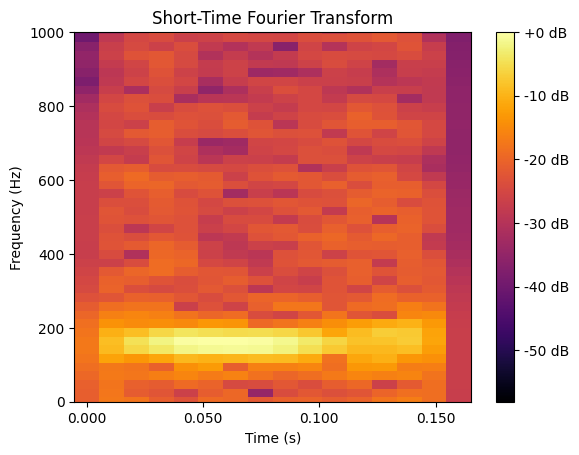 Short-Time Fourier Transform
1000
800
600
400
200
0
Frequency (Hz)
0.000
0.050
0.100
0.150
Time (s)
+0 dB
-10 dB
-20 dB
-30 dB
-40 dB
-50 dB